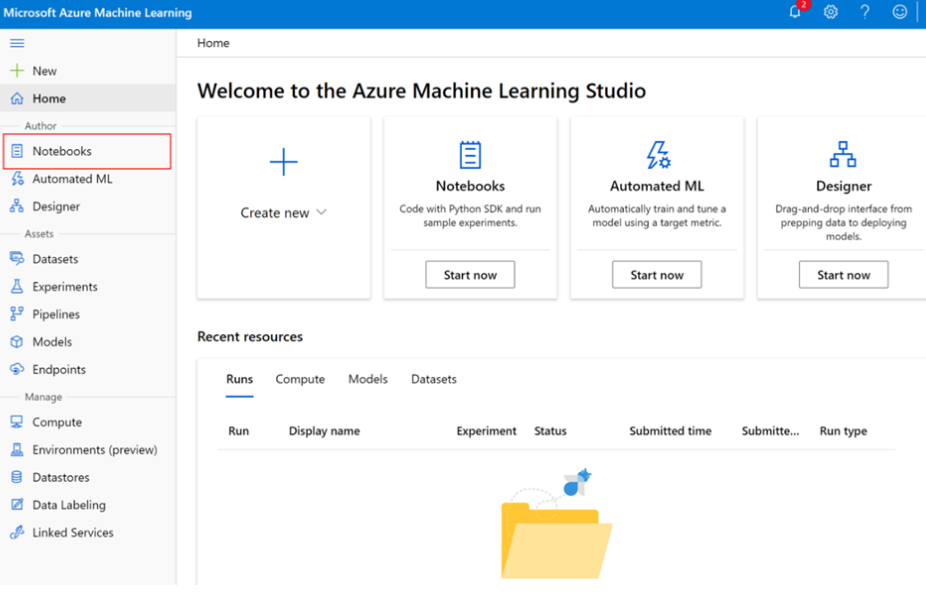 Microsoft Azure Machine Learning
2
New
Home
Author
Notebooks
Automated ML
Designer
Assets
Datasets
Experiments
Pipelines
Models
Endpoints
Manage
Compute
Environments (preview)
Datastores
Data Labeling
Linked Services
Home
Welcome to the Azure Machine Learning Studio
Create new
Notebooks
Code with Python SDK and run
sample experiments.
Start now
Automated ML
Automatically train and tune a
model using a target metric.
Start now
Designer
Drag-and-drop interface from
prepping data to deploying
models.
Start now
Recent resources
Runs Compute Models Datasets
Run Display name Experiment Status Submitted time Submitte... Run type